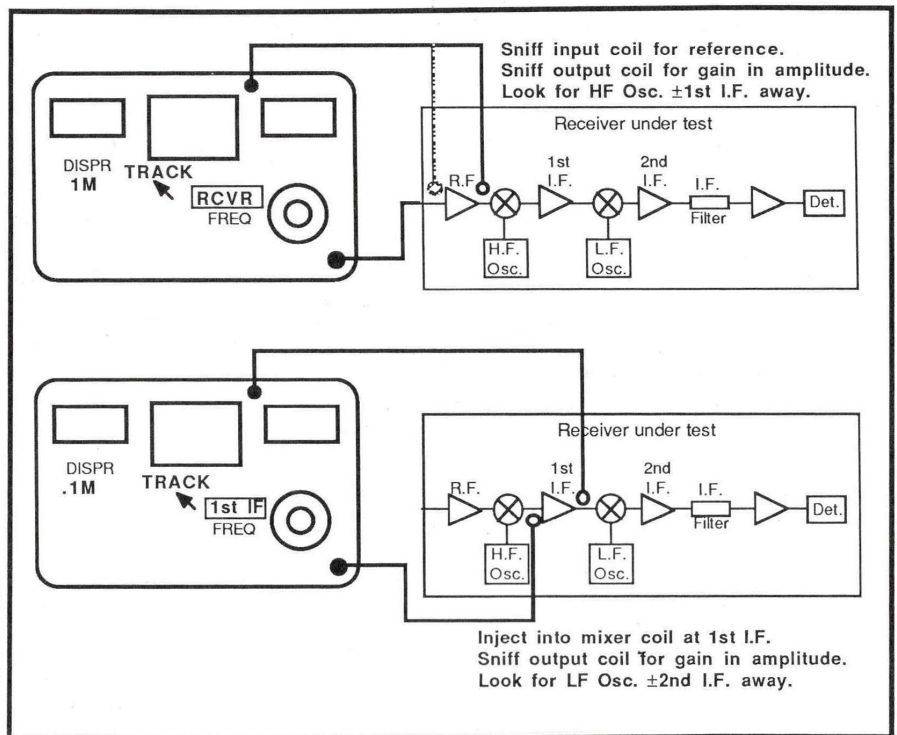 Sniff input coil for reference.
Sniff output coil for gain in amplitude.
Look for HF Osc. ±1st I.F. away.
Receiver under test
DISPR
1M
TRACK
RCVR
FREQ
R.F
1st
I.F.
2nd
I.F.
I.F.
Filter
Det.
H.F.
Osc.
L.F.
Osc.
Receiver under test
DISPR
.1M
TRACK
1st IF
FREQ
R.F.
1st
I.F.
2nd
I.F.
I.F.
Filter
Det.
H.F.
Osc.
L.F.
Osc.
Inject into mixer coil at 1st I.F.
Sniff output coil for gain in amplitude.
Look for LF Osc. ±2nd I.F. away.